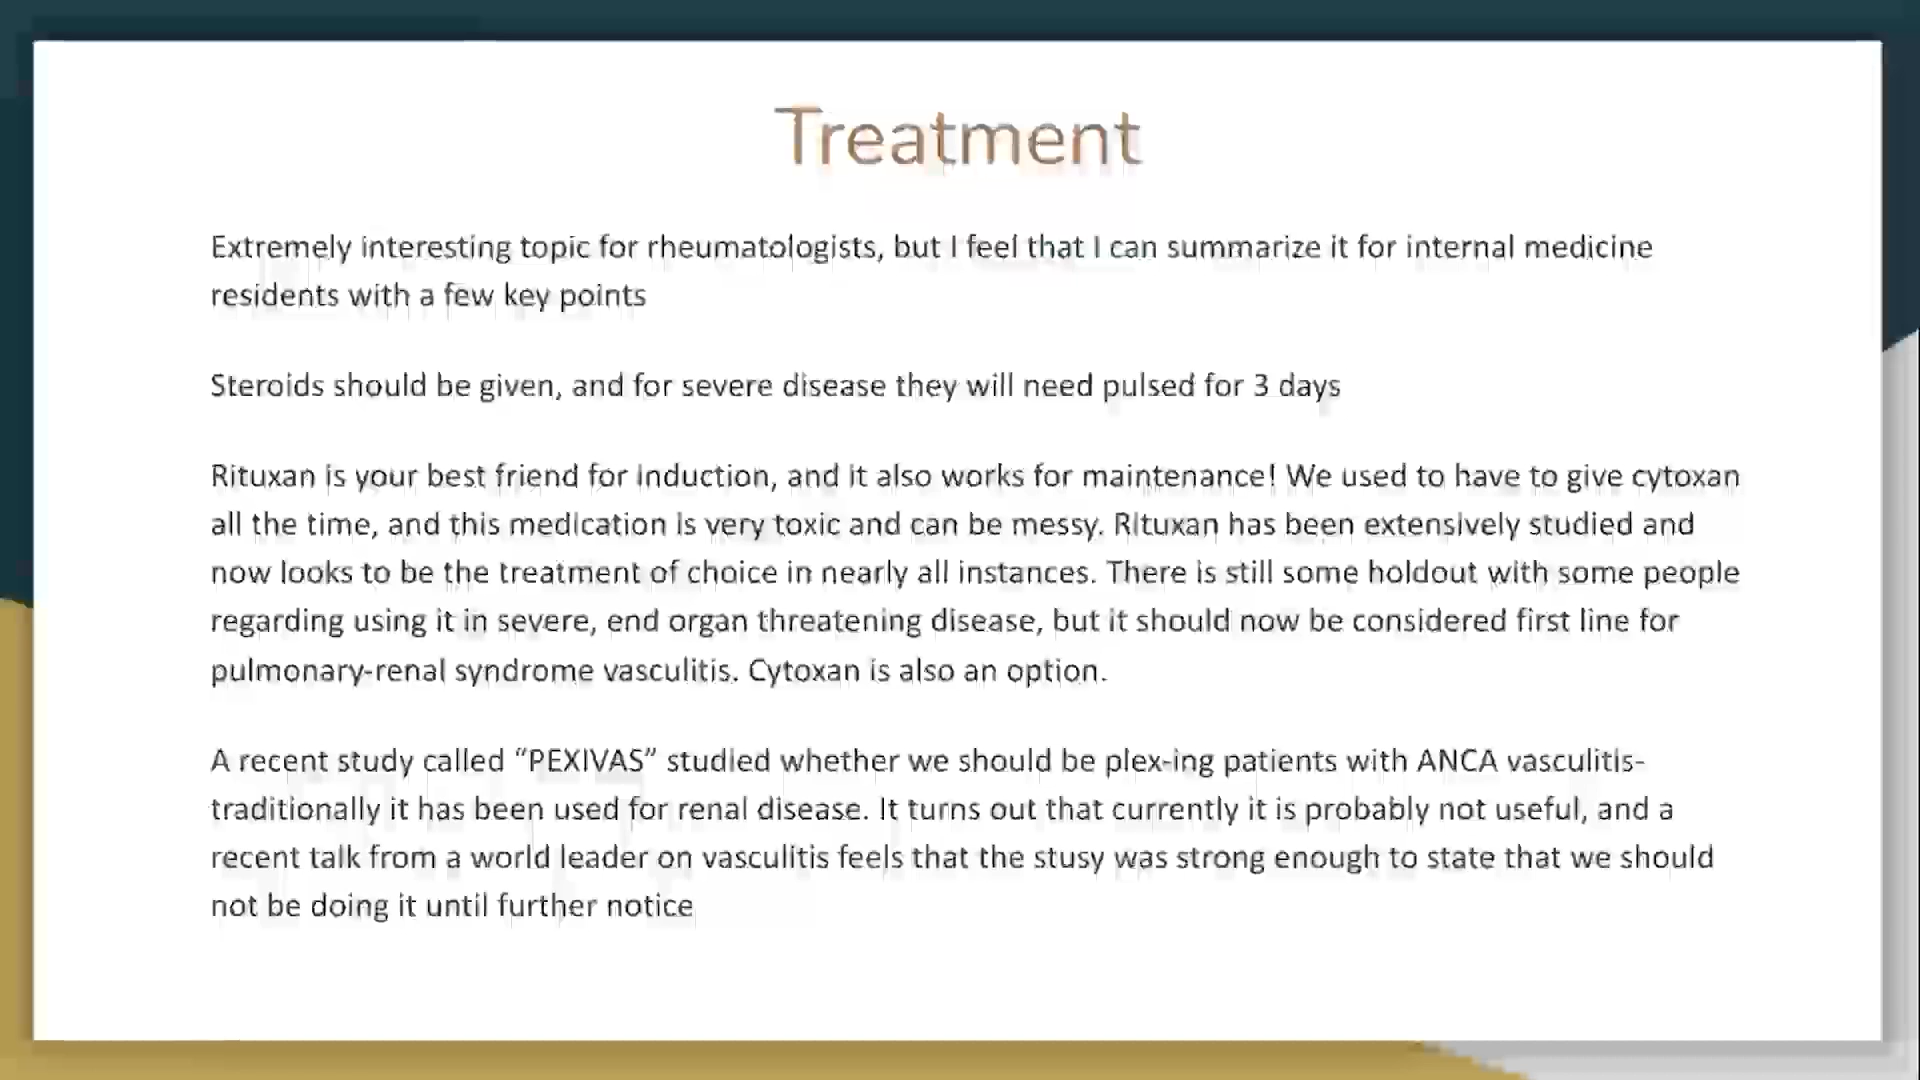 Treatment
Extremely interesting topic for rheumatologists, but I feel that I can summarize it for internal medicine
residents with a few key points
Steroids should be given, and for severe disease they will need pulsed for 3 days
Rituxan is your best friend for induction, and it also works for maintenance! We used to have to give cytoxan
all the time, and this medication is very toxic and can be messy. Rituxan has been extensively studied and
now looks to be the treatment of choice in nearly all instances. There is still some holdout with some people
regarding using it in severe, end organ threatening disease, but it should now be considered first line for
pulmonary-renal syndrome vasculitis. Cytoxan is also an option.
A recent study called “PEXIVAS” studied whether we should be plex-ing patients with ANCA vasculitis-
traditionally it has been used for renal disease. It turns out that currently it is probably not useful, and a
recent talk from a world leader on vasculitis feels that the stusy was strong enough to state that we should
not be doing it until further notice